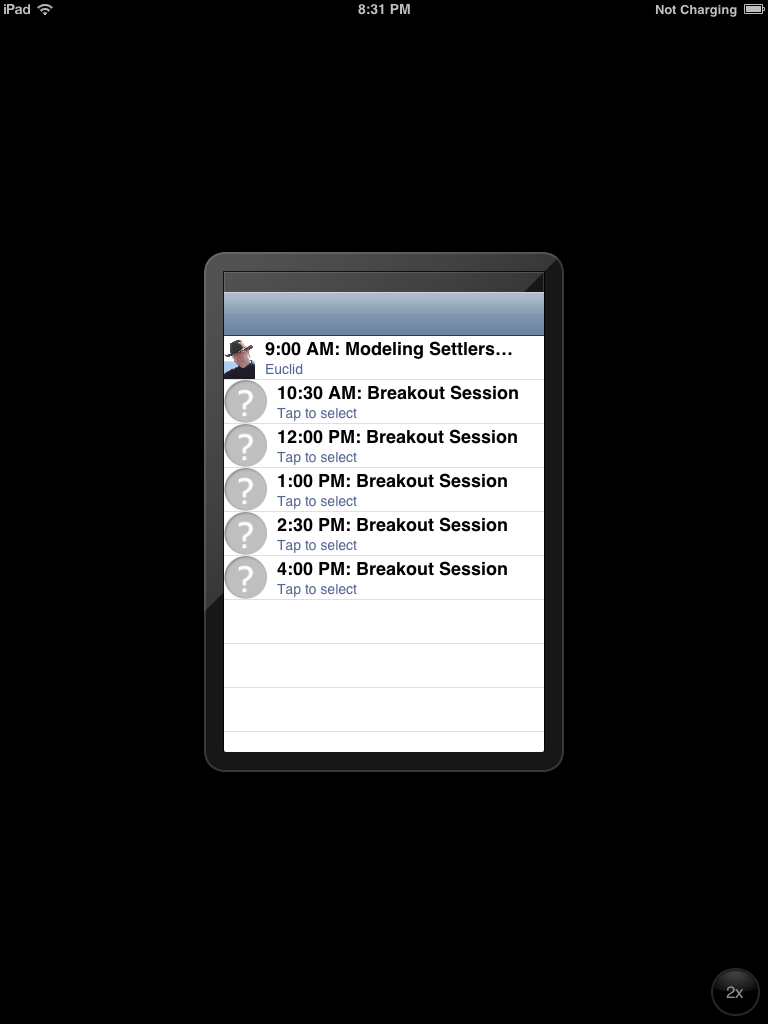 iPad 8:31 PM Not Charging
9:00 AM: Modeling Settlers...
Euclid
? 10:30 AM: Breakout Session
Tap to select
? 12:00 PM: Breakout Session
Tap to select
? 1:00 PM: Breakout Session
Tap to select
? 2:30 PM: Breakout Session
Tap to select
? 4:00 PM: Breakout Session
Tap to select
2x